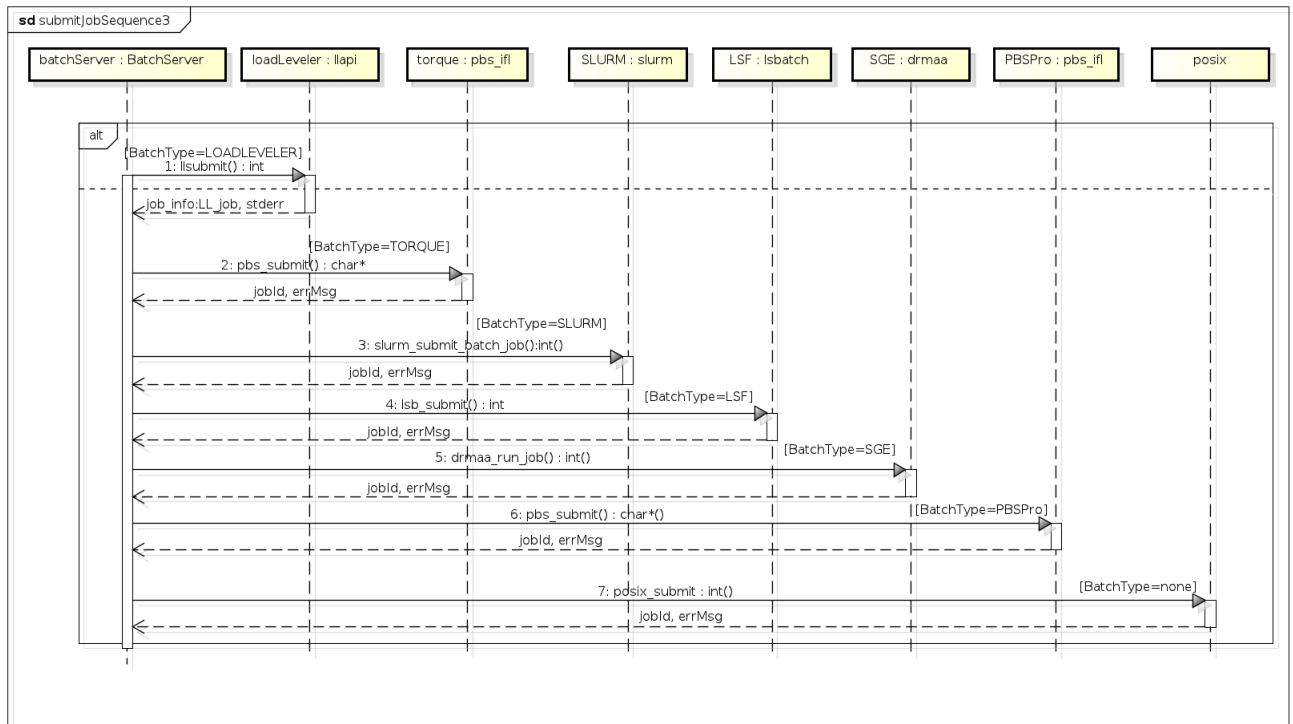 sd submitJobSequence3
batchServer : BatchServer
loadLeveler : llapi
torque : pbs_ifl
SLURM : slurm
LSF : lsbatch
SGE : drmaa
PBSPro : pbs_ifl
posix
alt
[BatchType=LOADLEVELER]
1: llsubmit() : int
job_info:LL_job, stderr
[BatchType=TORQUE]
2: pbs_submit() : char*
jobId, errMsg
[BatchType=SLURM]
3: slurm_submit_batch_job():int()
jobId, errMsg
[BatchType=LSF]
4: lsb_submit() : int
jobId, errMsg
[BatchType=SGE]
5: drmaa_run_job() : int()
jobId, errMsg
[BatchType=PBSPro]
6: pbs_submit() : char*()
jobId, errMsg
[BatchType=none]
7: posix_submit : int()
jobId, errMsg